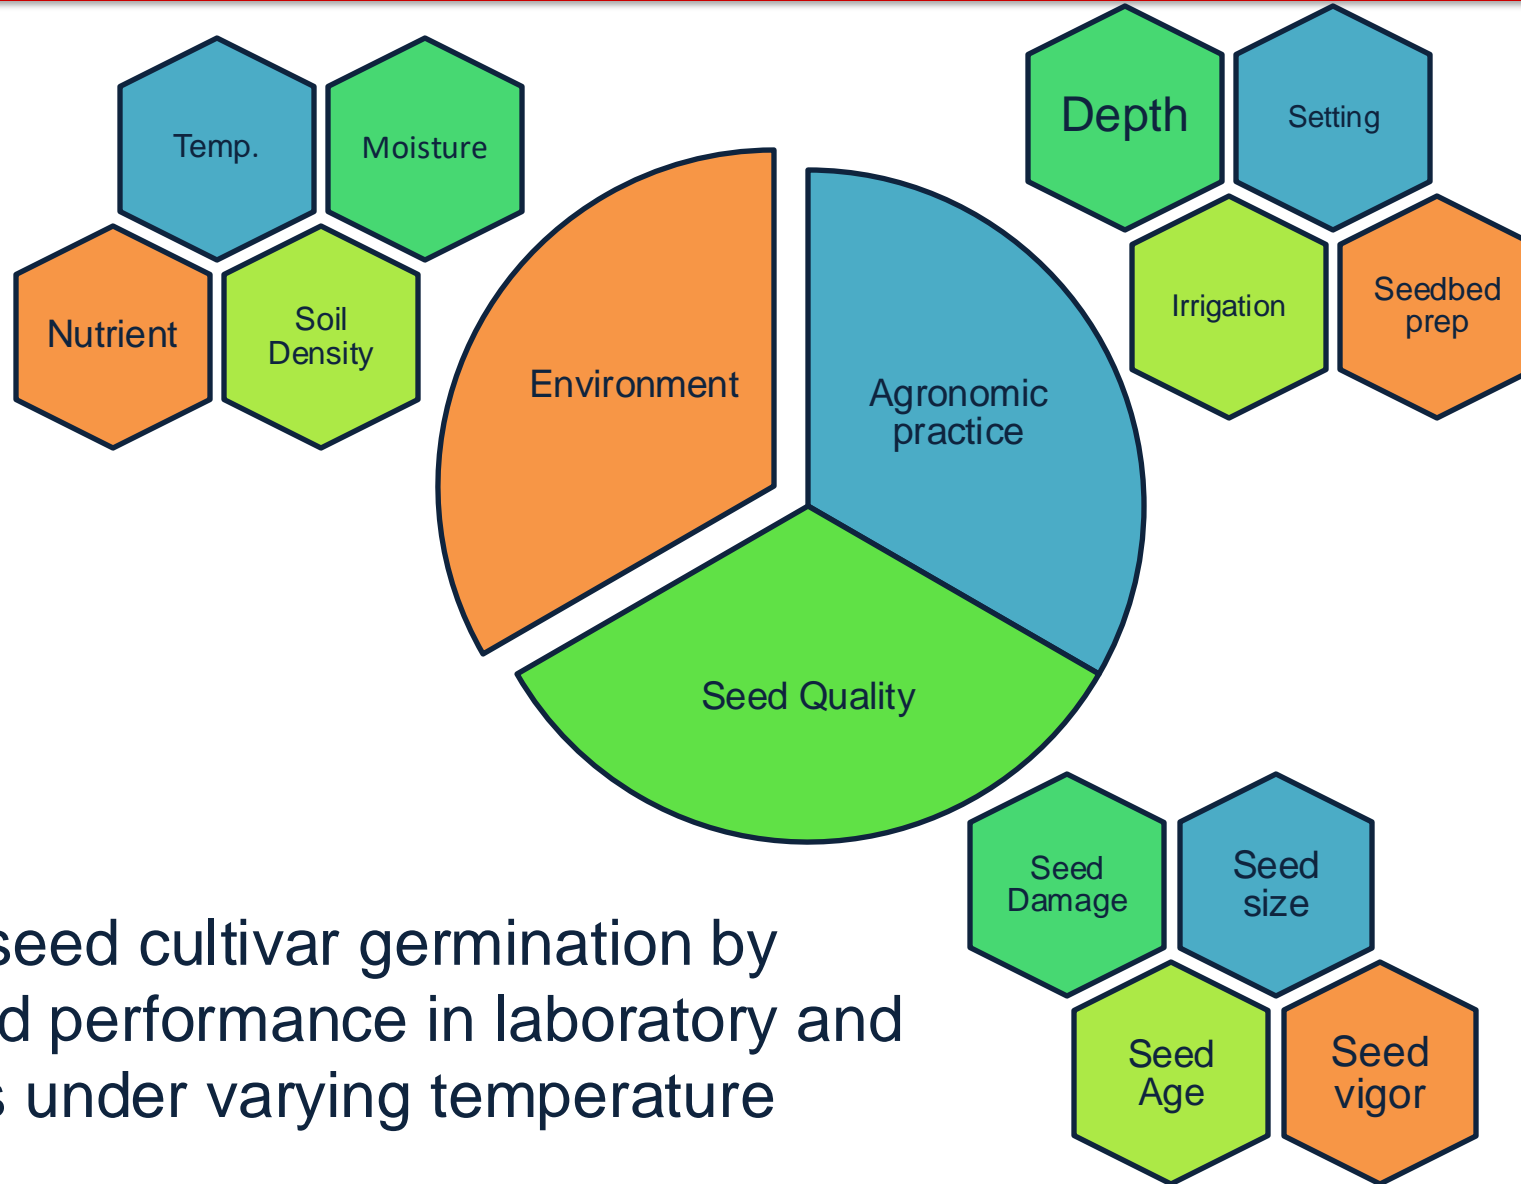 Temp.
Moisture
Nutrient
Soil
Density
Depth
Setting
Irrigation
Seedbed
prep
Environment
Agronomic
practice
Seed Quality
Seed
Damage
Seed
size
Seed
Age
Seed
vigor
seed cultivar germination by
d performance in laboratory and
s under varying temperature